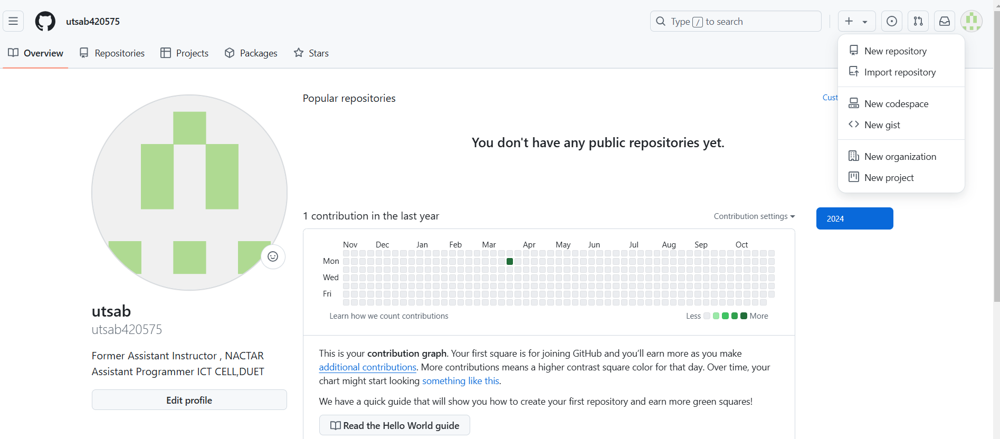 utsab420575
Type / to search
Overview
Repositories
Projects
Packages
Stars
New repository
Import repository
New codespace
New gist
New organization
New project
Popular repositories
Cust
You don't have any public repositories yet.
1 contribution in the last year
Contribution settings
2024
Nov Dec Jan Feb Mar Apr May Jun Jul Aug Sep Oct
Mon
Wed
Fri
Learn how we count contributions
Less
More
utsab
utsab420575
Former Assistant Instructor , NACTAR
Assistant Programmer ICT CELL,DUET
Edit profile
This is your contribution graph. Your first square is for joining GitHub and you’ll earn more as you make
additional contributions. More contributions means a higher contrast square color for that day. Over time, your
chart might start looking something like this.
We have a quick guide that will show you how to create your first repository and earn more green squares!
Read the Hello World guide